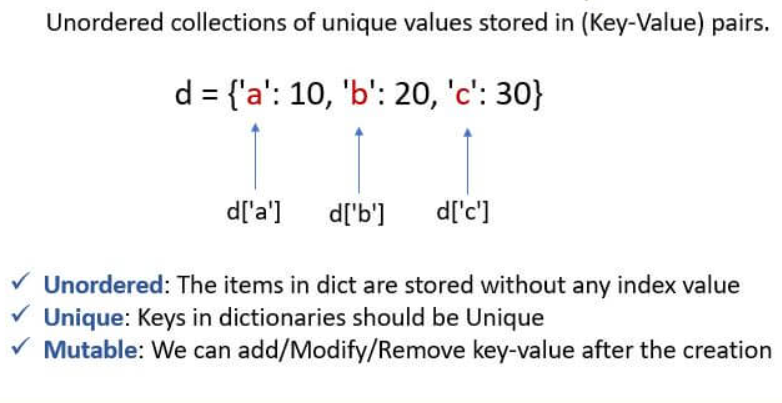 Unordered collections of unique values stored in (Key-Value) pairs.
d = {'a': 10, 'b': 20, 'c': 30}
d['a'] d['b'] d['c']
✓ Unordered: The items in dict are stored without any index value
✓ Unique: Keys in dictionaries should be Unique
✓ Mutable: We can add/Modify/Remove key-value after the creation